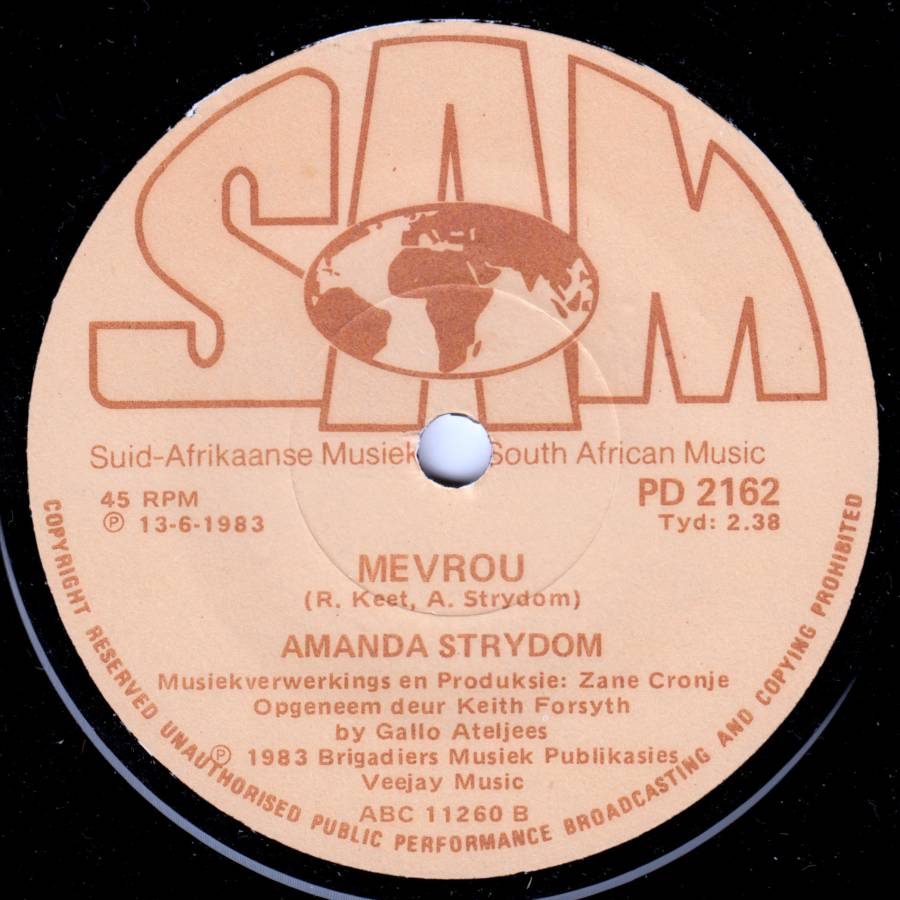 SAM
Suid-Afrikaanse Musiek South African Music
45 RPM
℗ 13-6-1983
PD 2162
Tyd: 2.38
MEVROU
(R. Keet, A. Strydom)
AMANDA STRYDOM
Musiekverwerkings en Produksie: Zane Cronje
Opgeneem deur Keith Forsyth
by Gallo Ateljees
℗ 1983 Brigadiers Musiek Publikasies
Veejay Music
ABC 11260 B
COPYRIGHT RESERVED UNAUTHORISED PUBLIC PERFORMANCE BROADCASTING AND COPYING PROHIBITED